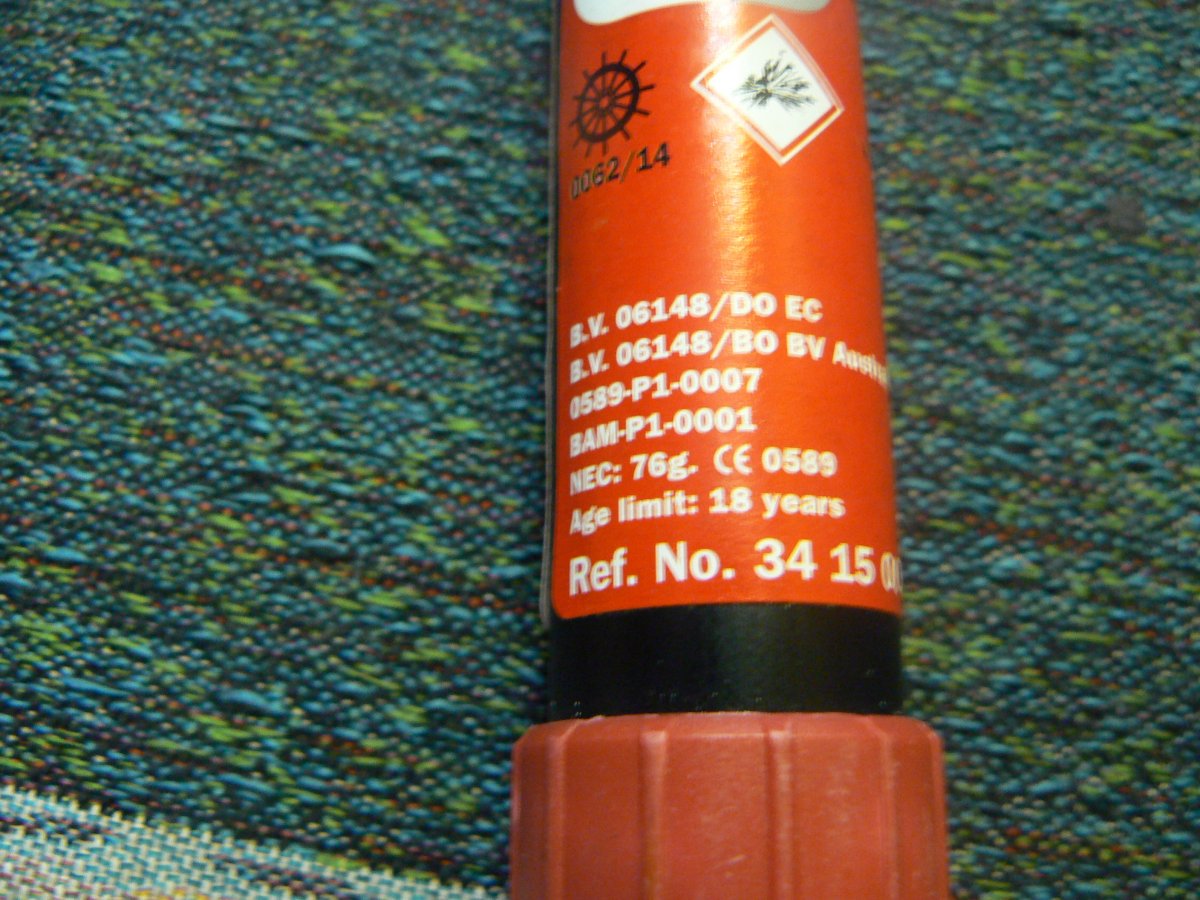 0062/14
B.V. 06148/DO EC
B.V. 06148/BO BV
0589-P1-0007
BAM-P1-0001
NEC: 76g. CE 0589
Age limit: 18 years
Ref. No. 34 15